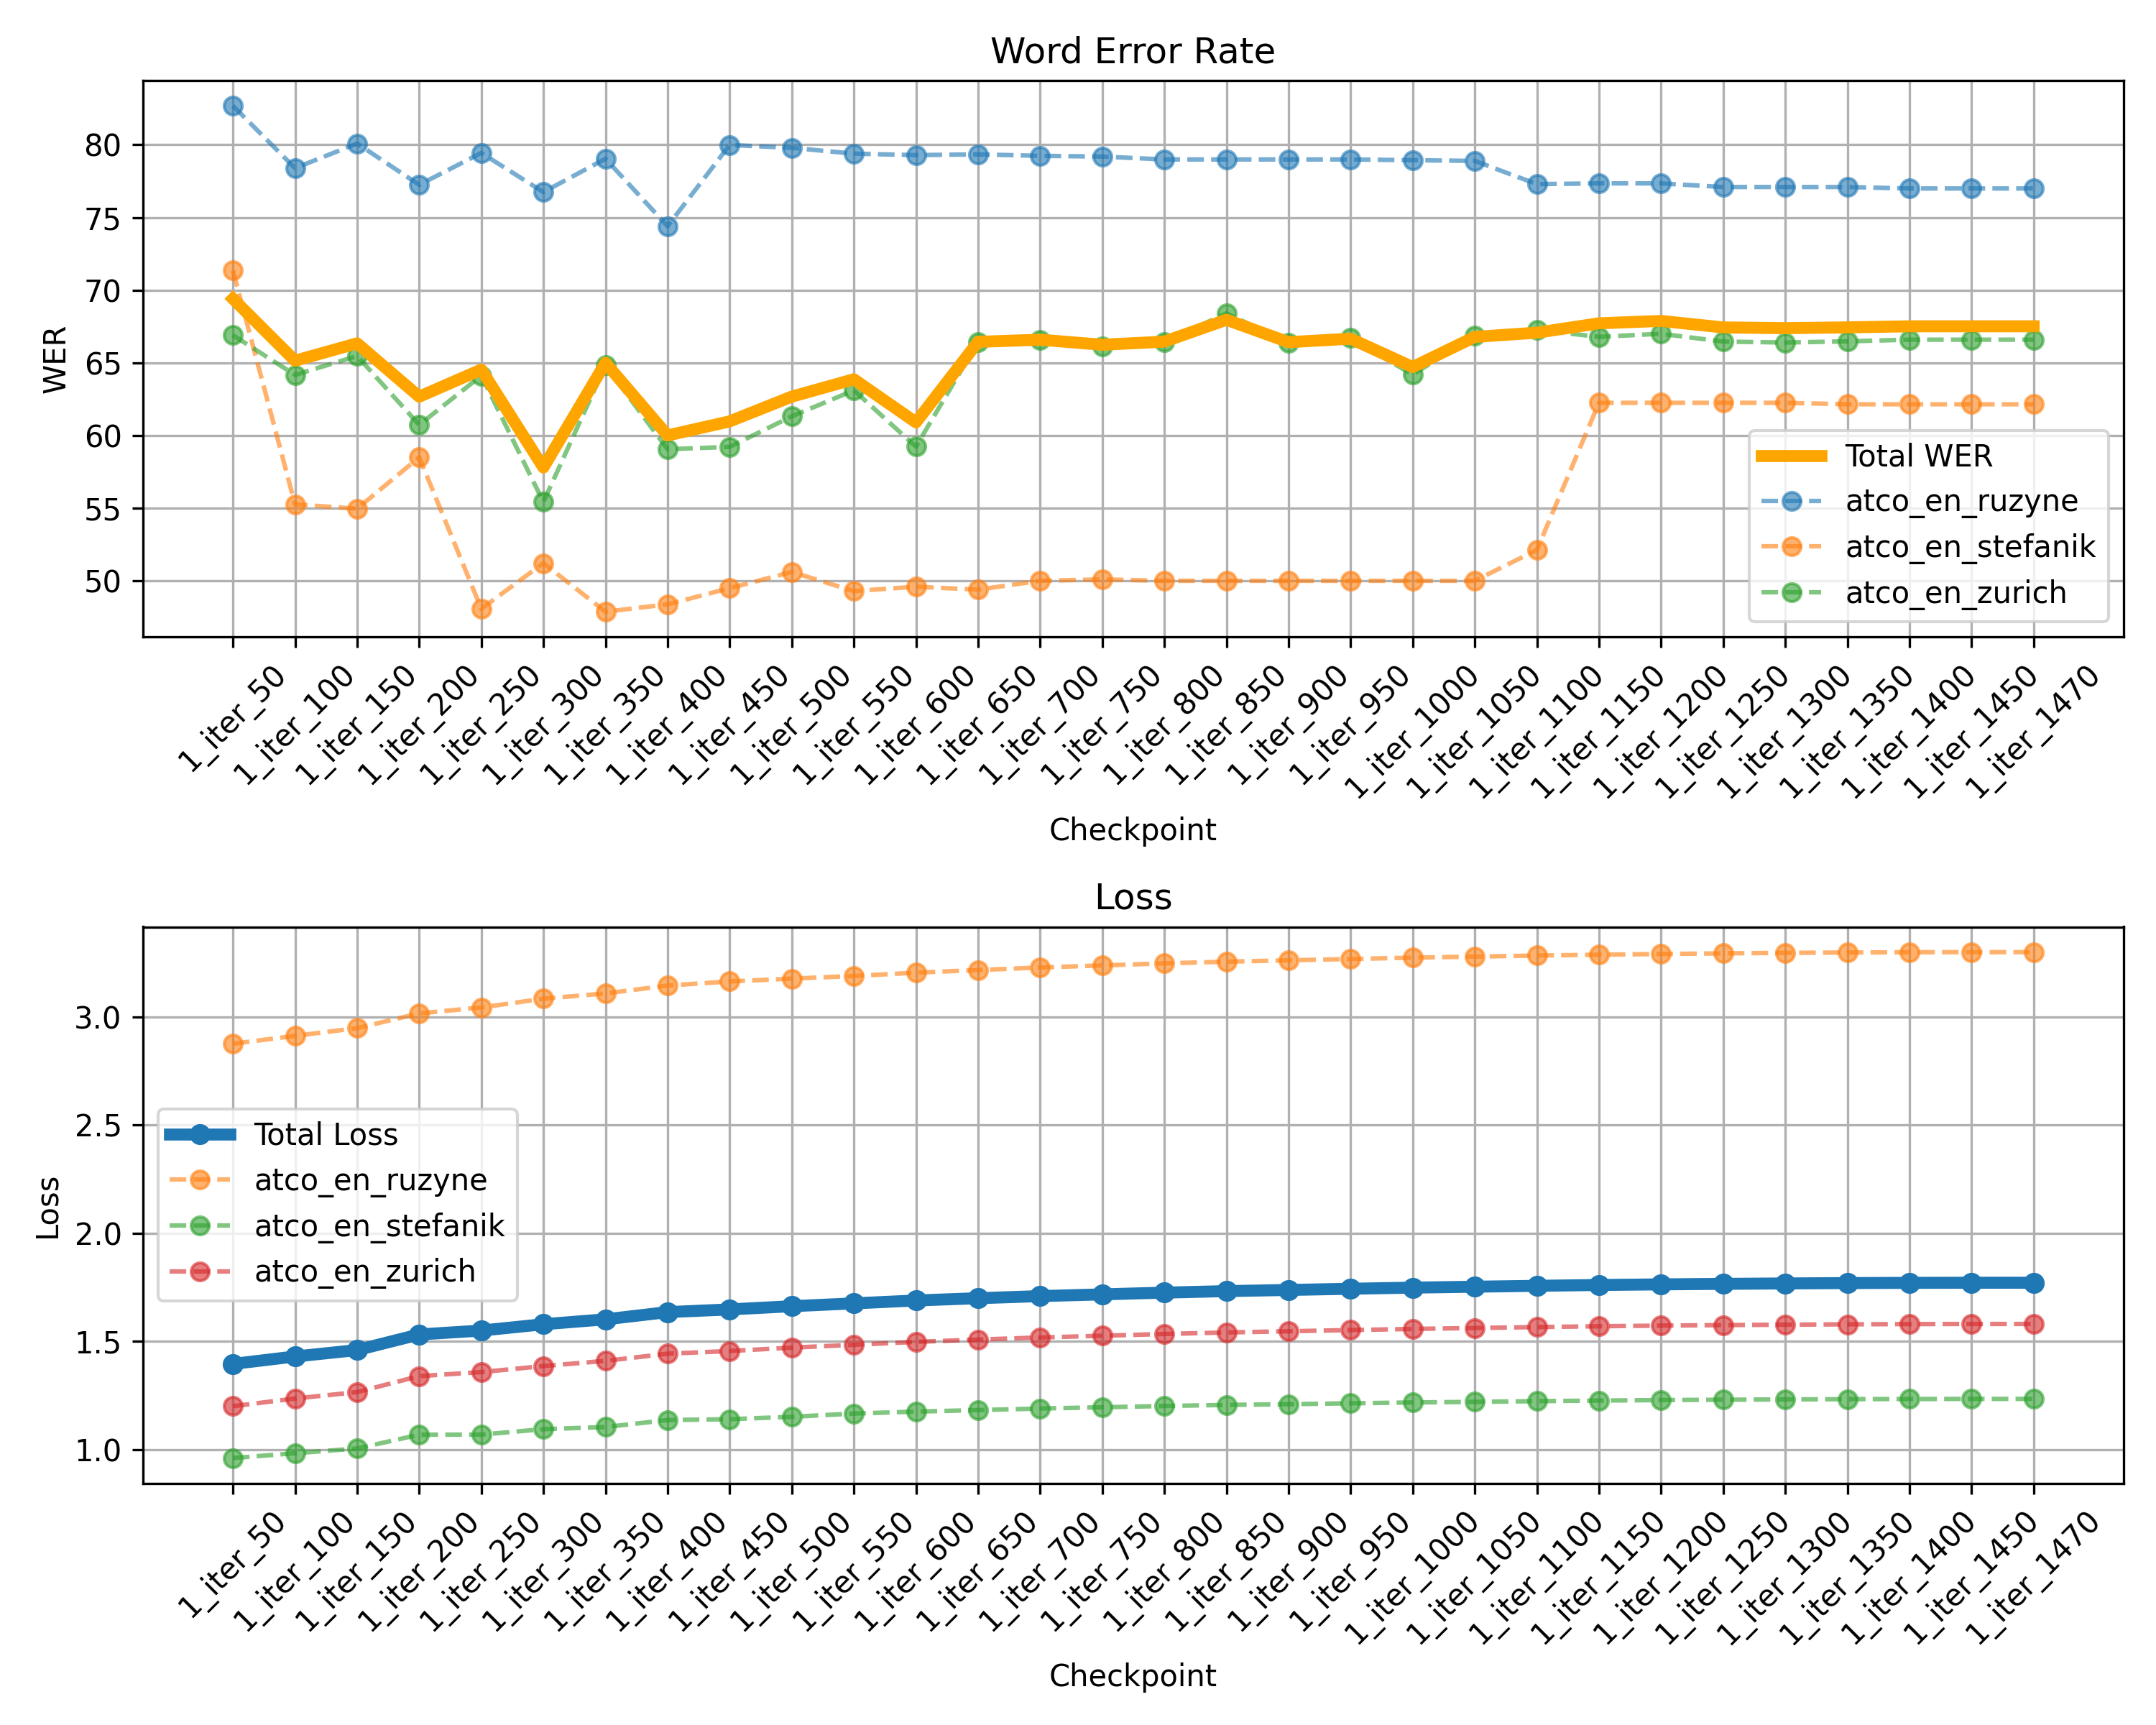 Word Error Rate
80
75
70
65
60
55
50
WER
Total WER
atco_en_ruzyne
atco_en_stefanik
atco_en_zurich
1_iter_50
1_iter_100
1_iter_150
1_iter_200
1_iter_250
1_iter_300
1_iter_350
1_iter_400
1_iter_450
1_iter_500
1_iter_550
1_iter_600
1_iter_650
1_iter_700
1_iter_750
1_iter_800
1_iter_850
1_iter_900
1_iter_950
1_iter_1000
1_iter_1050
1_iter_1100
1_iter_1150
1_iter_1200
1_iter_1250
1_iter_1300
1_iter_1350
1_iter_1400
1_iter_1450
1_iter_1470
Checkpoint
Loss
3.0
2.5
2.0
1.5
1.0
Loss
Total Loss
atco_en_ruzyne
atco_en_stefanik
atco_en_zurich
1_iter_50
1_iter_100
1_iter_150
1_iter_200
1_iter_250
1_iter_300
1_iter_350
1_iter_400
1_iter_450
1_iter_500
1_iter_550
1_iter_600
1_iter_650
1_iter_700
1_iter_750
1_iter_800
1_iter_850
1_iter_900
1_iter_950
1_iter_1000
1_iter_1050
1_iter_1100
1_iter_1150
1_iter_1200
1_iter_1250
1_iter_1300
1_iter_1350
1_iter_1400
1_iter_1450
1_iter_1470
Checkpoint